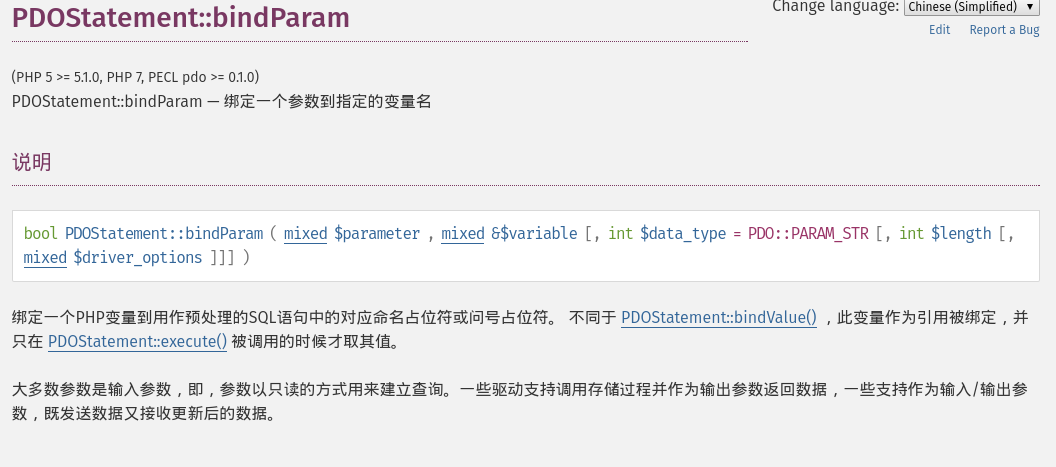 PDOStatement::bindParam
Change language: Chinese (Simplified)
Edit Report a Bug
(PHP 5 >= 5.1.0, PHP 7, PECL pdo >= 0.1.0)
PDOStatement::bindParam — 绑定一个参数到指定的变量名
说明
bool PDOStatement::bindParam ( mixed $parameter , mixed &$variable [, int $data_type = PDO::PARAM_STR [, int $length [,
mixed $driver_options ]]] )
绑定一个PHP变量到用作预处理的SQL语句中的对应命名占位符或问号占位符。 不同于 PDOStatement::bindValue() ，此变量作为引用被绑定，并
只在 PDOStatement::execute() 被调用的时候才取其值。
大多数参数是输入参数，即，参数以只读的方式用来建立查询。一些驱动支持调用存储过程并作为输出参数返回数据，一些支持作为输入/输出参
数，既发送数据又接收更新后的数据。